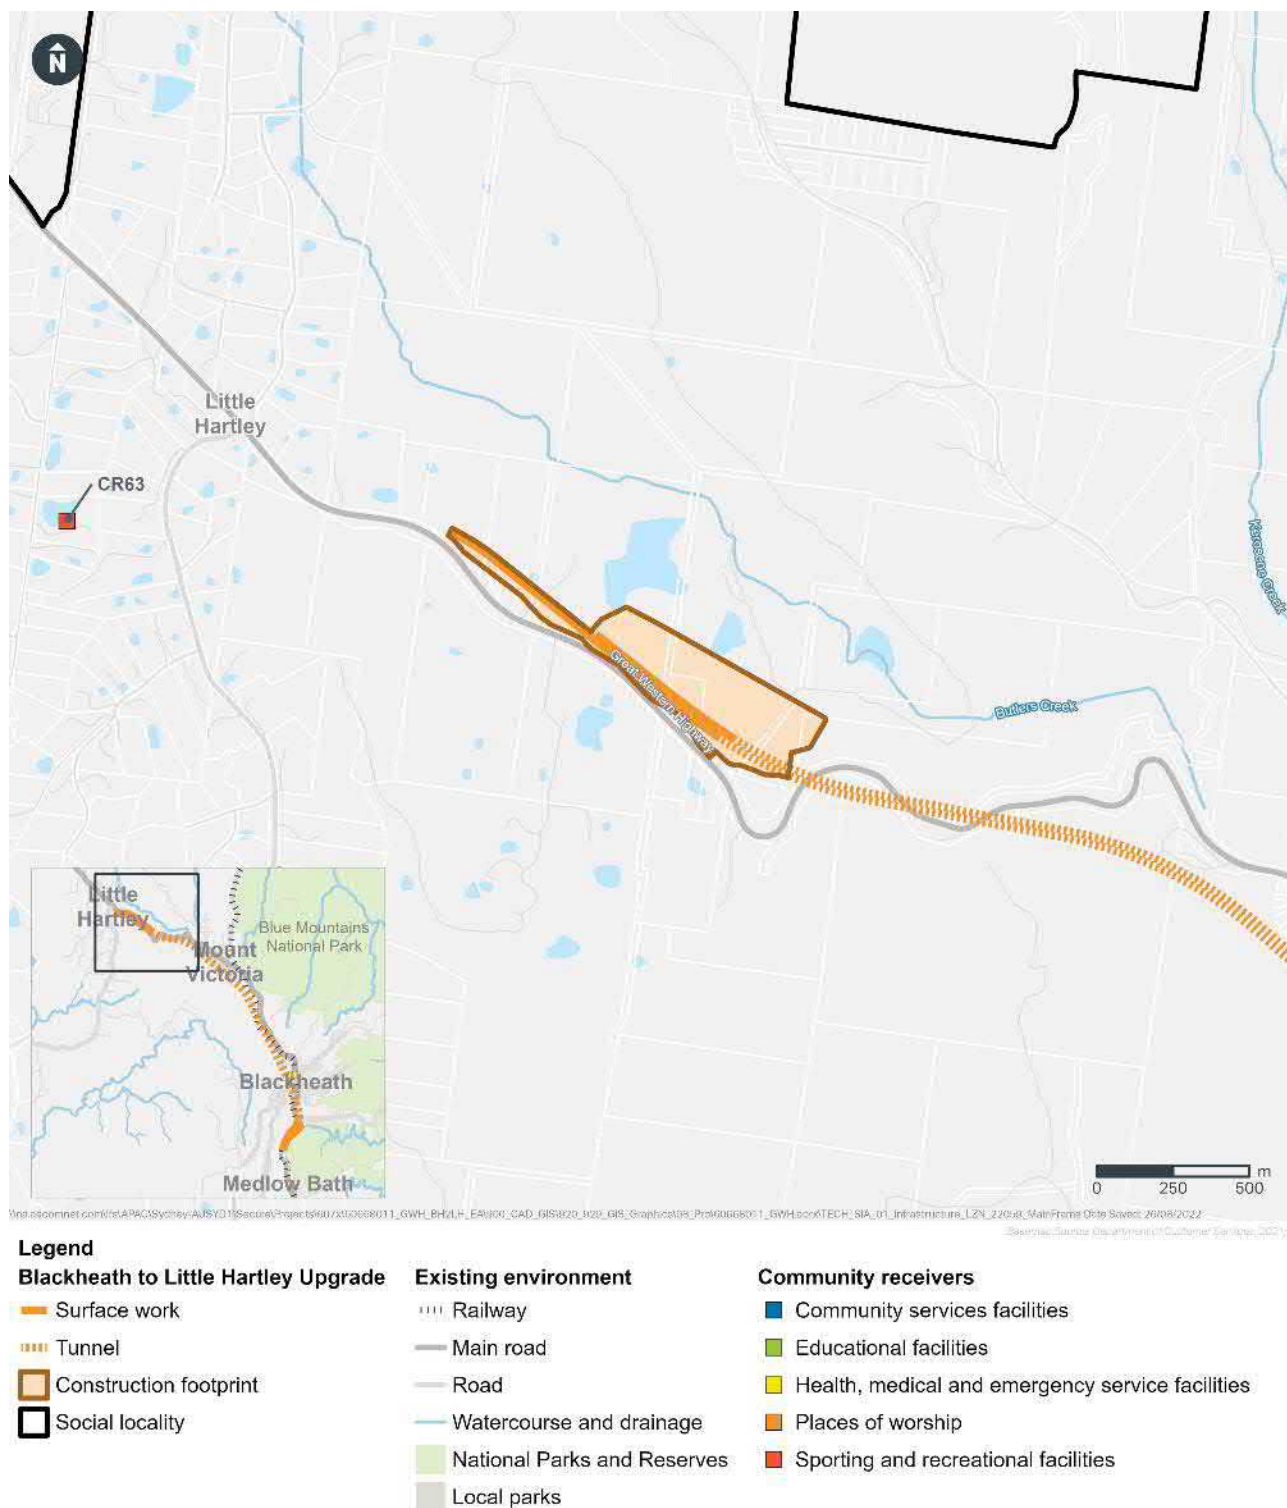 N
Little
Hartley
CR63
Kerosene Creek
Great Western Highway
Butlers Creek
Little
Hartley
Blue Mountains
National Park
Mount
Victoria
Blackheath
Medlow Bath
m
0 250 500
Legend
Blackheath to Little Hartley Upgrade
Surface work
Tunnel
Construction footprint
Social locality
Existing environment
Railway
Main road
Road
Watercourse and drainage
National Parks and Reserves
Local parks
Community receivers
Community services facilities
Educational facilities
Health, medical and emergency service facilities
Places of worship
Sporting and recreational facilities